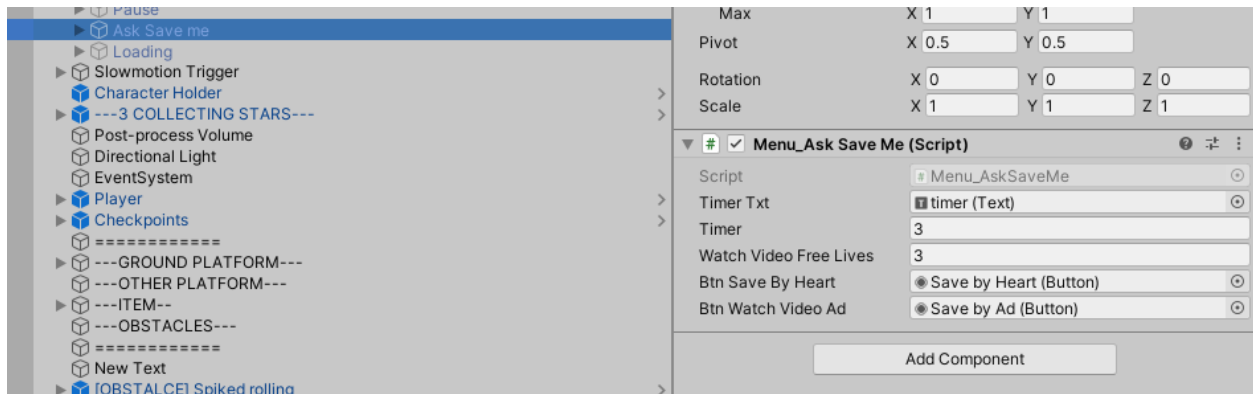 Pause
Ask Save me
Loading
Slowmotion Trigger
Character Holder
---3 COLLECTING STARS---
Post-process Volume
Directional Light
EventSystem
Player
Checkpoints
============
---GROUND PLATFORM---
---OTHER PLATFORM---
---ITEM--
---OBSTACLES---
============
New Text
[OBSTALCE] Spiked rolling
Max X 1 Y 1
Pivot X 0.5 Y 0.5
Rotation X 0 Y 0 Z 0
Scale X 1 Y 1 Z 1
# Menu_Ask Save Me (Script)
Script # Menu_AskSaveMe
Timer Txt T timer (Text)
Timer 3
Watch Video Free Lives 3
Btn Save By Heart Save by Heart (Button)
Btn Watch Video Ad Save by Ad (Button)
Add Component